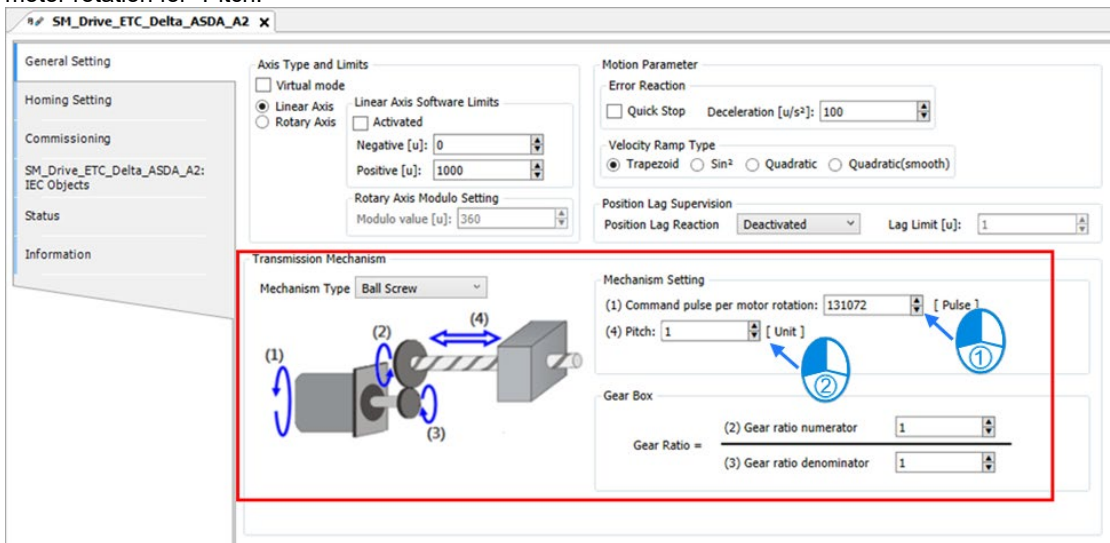 motor rotation for "Pitch.
SM_Drive_ETC_Delta_ASDA_A2 X
General Setting
Homing Setting
Commissioning
SM_Drive_ETC_Delta_ASDA_A2:
IEC Objects
Status
Information
Axis Type and Limits
Virtual mode
Linear Axis
Rotary Axis
Linear Axis Software Limits
Activated
Negative [u]: 0
Positive [u]: 1000
Rotary Axis Modulo Setting
Modulo value [u]: 360
Motion Parameter
Error Reaction
Quick Stop Deceleration [u/s²]: 100
Velocity Ramp Type
Trapezoid Sin² Quadratic Quadratic(smooth)
Position Lag Supervision
Position Lag Reaction Deactivated Lag Limit [u]: 1
Transmission Mechanism
Mechanism Type Ball Screw
(1)
(2)
(4)
(3)
Mechanism Setting
(1) Command pulse per motor rotation: 131072 [ Pulse ]
(4) Pitch: 1 [ Unit ]
①
②
Gear Box
Gear Ratio =
(2) Gear ratio numerator 1
(3) Gear ratio denominator 1